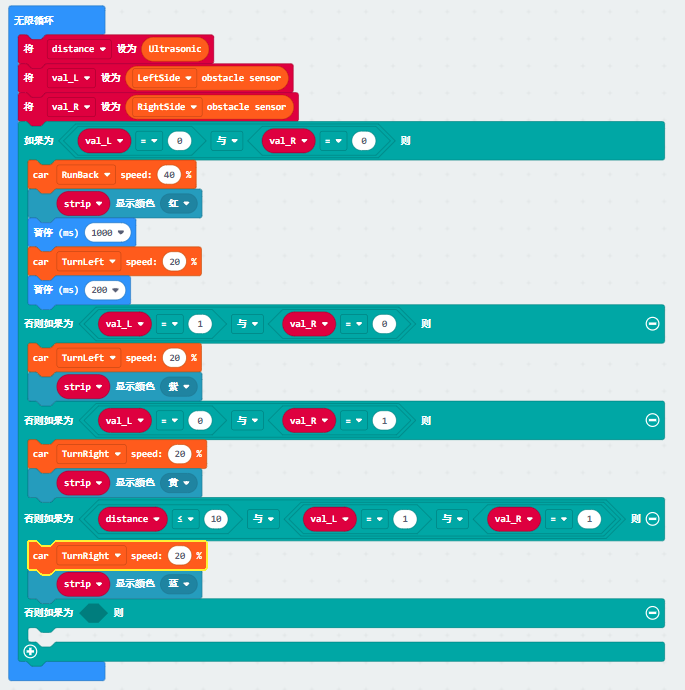 无限循环
将 distance 设为 Ultrasonic
将 val_L 设为 LeftSide obstacle sensor
将 val_R 设为 RightSide obstacle sensor
如果为 val_L = 0 与 val_R = 0 则
car RunBack speed: 40 %
strip 显示颜色 红
暂停 (ms) 1000
car TurnLeft speed: 20 %
暂停 (ms) 200
否则如果为 val_L = 1 与 val_R = 0 则
car TurnLeft speed: 20 %
strip 显示颜色 紫
否则如果为 val_L = 0 与 val_R = 1 则
car TurnRight speed: 20 %
strip 显示颜色 黄
否则如果为 distance ≤ 10 与 val_L = 1 与 val_R = 1 则
car TurnRight speed: 20 %
strip 显示颜色 蓝
否则如果为 则